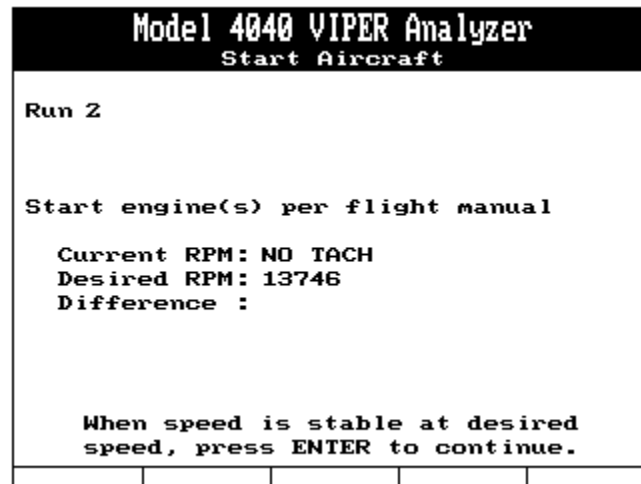 Model 4040 VIPER Analyzer
Start Aircraft
Run 2
Start engine(s) per flight manual
Current RPM: NO TACH
Desired RPM: 13746
Difference :
When speed is stable at desired
speed, press ENTER to continue.